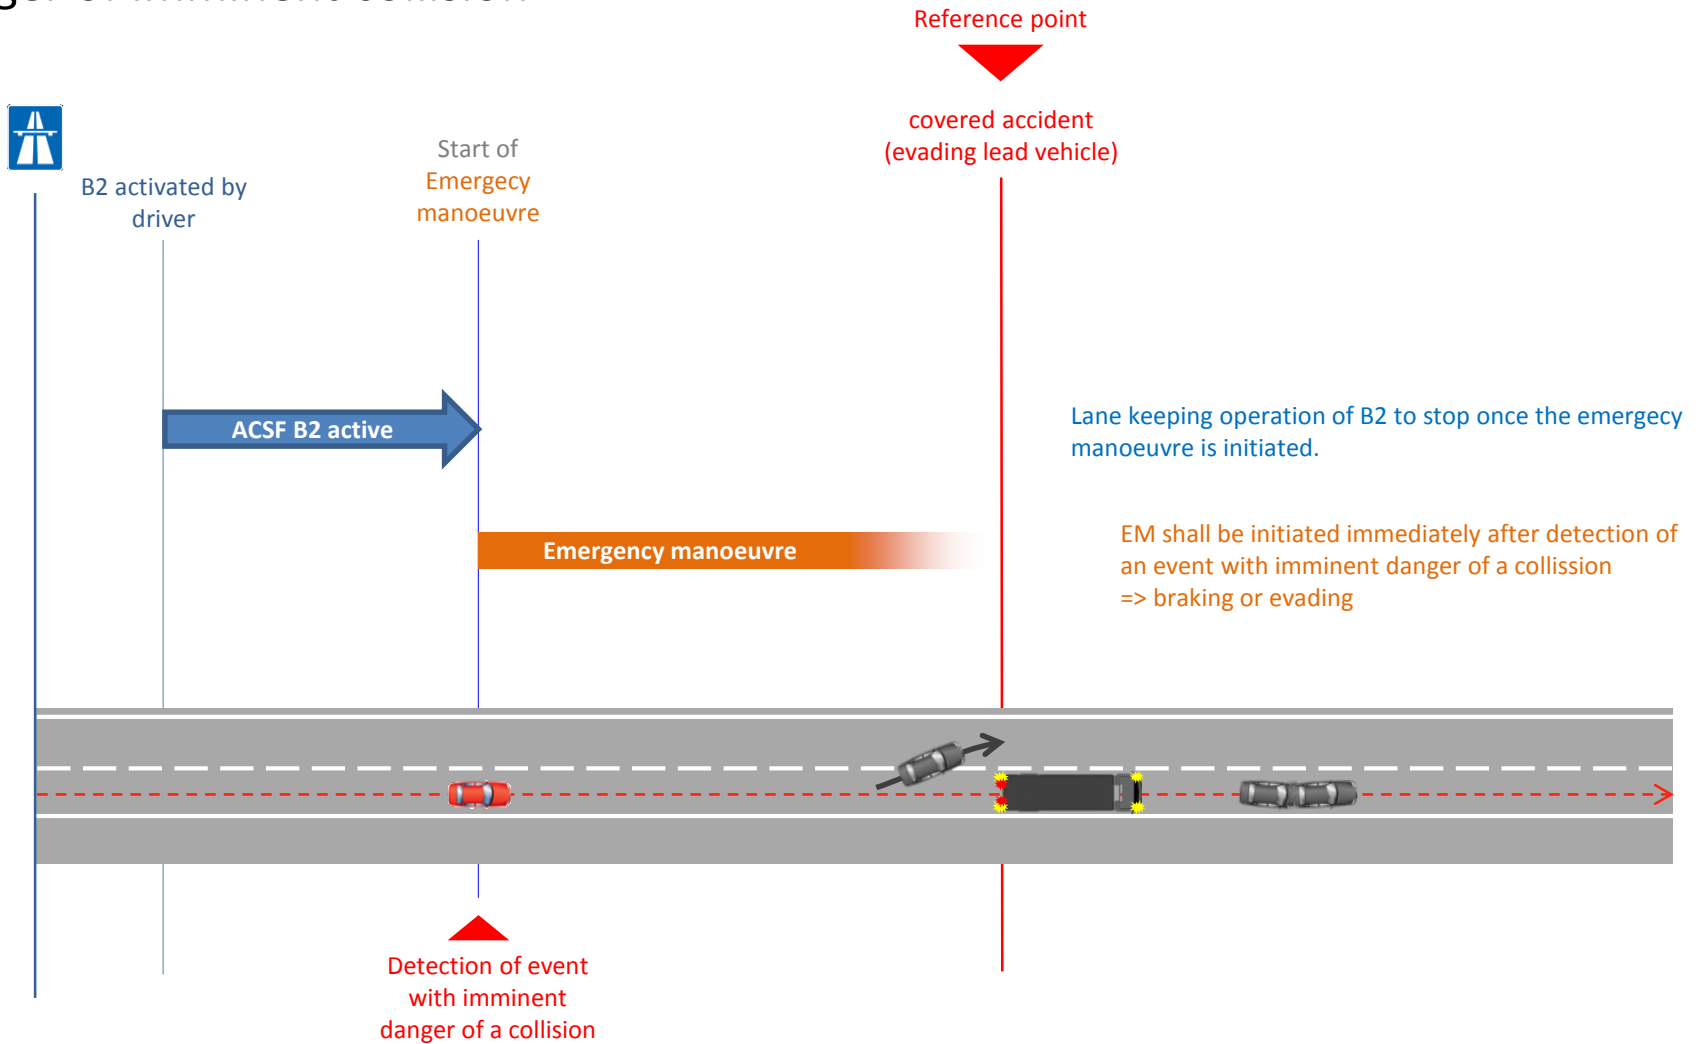 Reference point
covered accident
(evading lead vehicle)
Start of
Emergecy
manoeuvre
B2 activated by
driver
ACSF B2 active
Lane keeping operation of B2 to stop once the emergecy
manoeuvre is initiated.
Emergency manoeuvre
EM shall be initiated immediately after detection of
an event with imminent danger of a collission
=> braking or evading
Detection of event
with imminent
danger of a collision